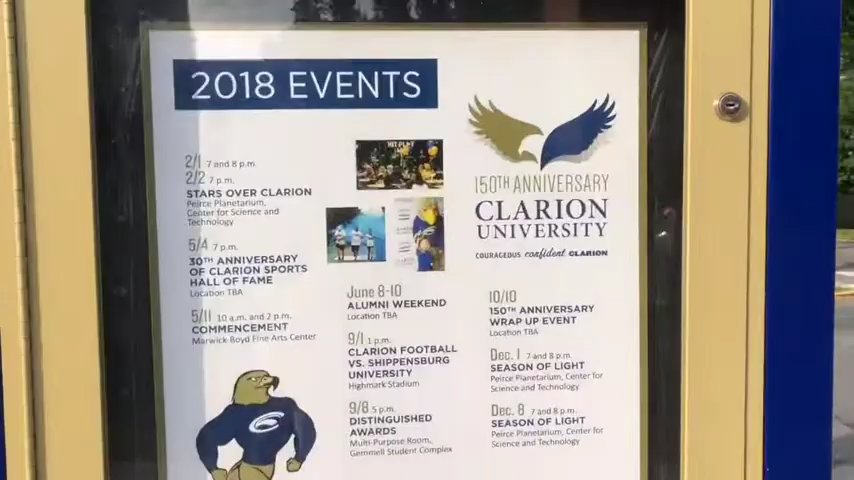 2018 EVENTS
2/1 7 and 8 p.m.
2/2 7 p.m.
STARS OVER CLARION
Peirce Planetarium,
Center for Science and
Technology
5/4 7 p.m.
30TH ANNIVERSARY
OF CLARION SPORTS
HALL OF FAME
Location TBA
5/11 10 a.m. and 2 p.m.
COMMENCEMENT
Marwick-Boyd Fine Arts Center
June 8-10
ALUMNI WEEKEND
Location TBA
9/1 1 p.m.
CLARION FOOTBALL
VS. SHIPPENSBURG
UNIVERSITY
Highmark Stadium
9/8 5 p.m.
DISTINGUISHED
AWARDS
Multi-Purpose Room,
Gemmell Student Complex
150TH ANNIVERSARY
CLARION
UNIVERSITY
COURAGEOUS confident CLARION
10/10
150TH ANNIVERSARY
WRAP UP EVENT
Location TBA
Dec. 1 7 and 8 p.m.
SEASON OF LIGHT
Peirce Planetarium, Center for
Science and Technology
Dec. 8 7 and 8 p.m.
SEASON OF LIGHT
Peirce Planetarium, Center for
Science and Technology